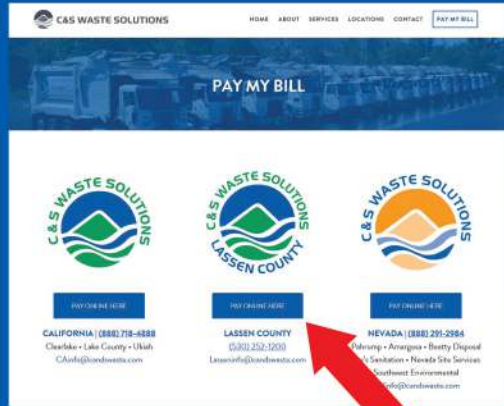 C&S WASTE SOLUTIONS
HOME ABOUT SERVICES LOCATIONS CONTACT PAY MY BILL
PAY MY BILL
C&S WASTE SOLUTIONS
PAY ONLINE HERE
CALIFORNIA | (888) 718-4888
Clearlake • Lake County • Ukiah
CAinfo@candswaste.com
C&S WASTE SOLUTIONS
LASSEN COUNTY
PAY ONLINE HERE
LASSEN COUNTY
(530) 252-1200
Lasseninfo@candswaste.com
C&S WASTE SOLUTIONS
PAY ONLINE HERE
NEVADA | (888) 291-2984
Pahrump • Amargosa • Beatty Disposal
's Sanitation • Nevada Site Services
Southwest Environmental
info@candswaste.com